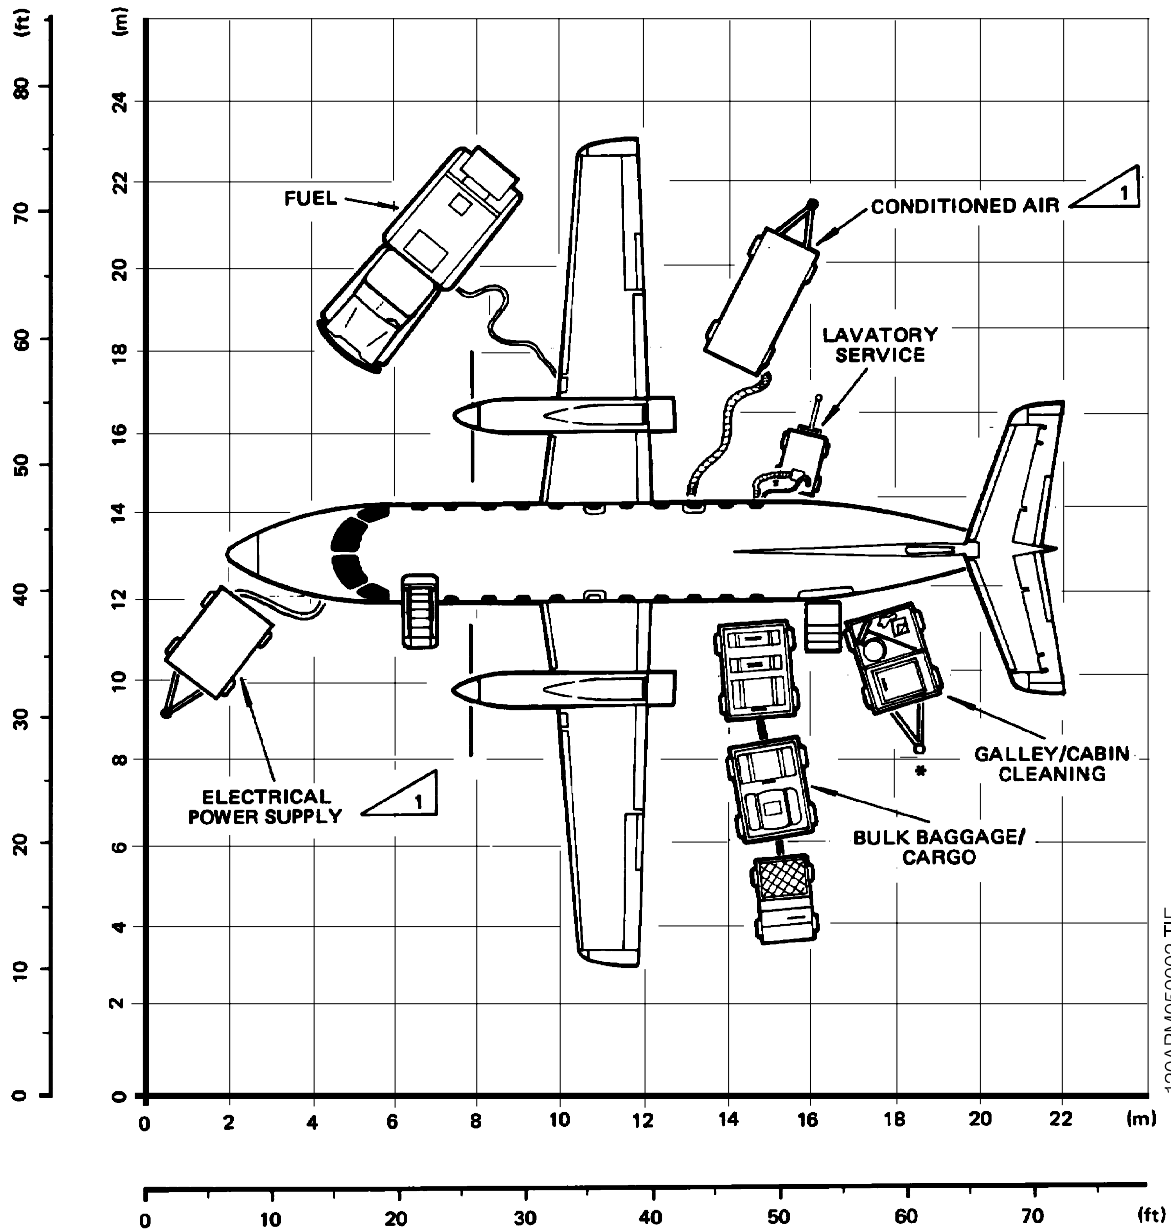 (ft)
(m)
80
24
FUEL
22
CONDITIONED AIR
1
70
20
LAVATORY
SERVICE
60
18
16
50
14
40
12
10
30
GALLEY/CABIN
CLEANING
*
8
ELECTRICAL
POWER SUPPLY
1
BULK BAGGAGE/
CARGO
20
6
4
10
2
0
0
0 2 4 6 8 10 12 14 16 18 20 22 (m)
0 10 20 30 40 50 60 70 (ft)